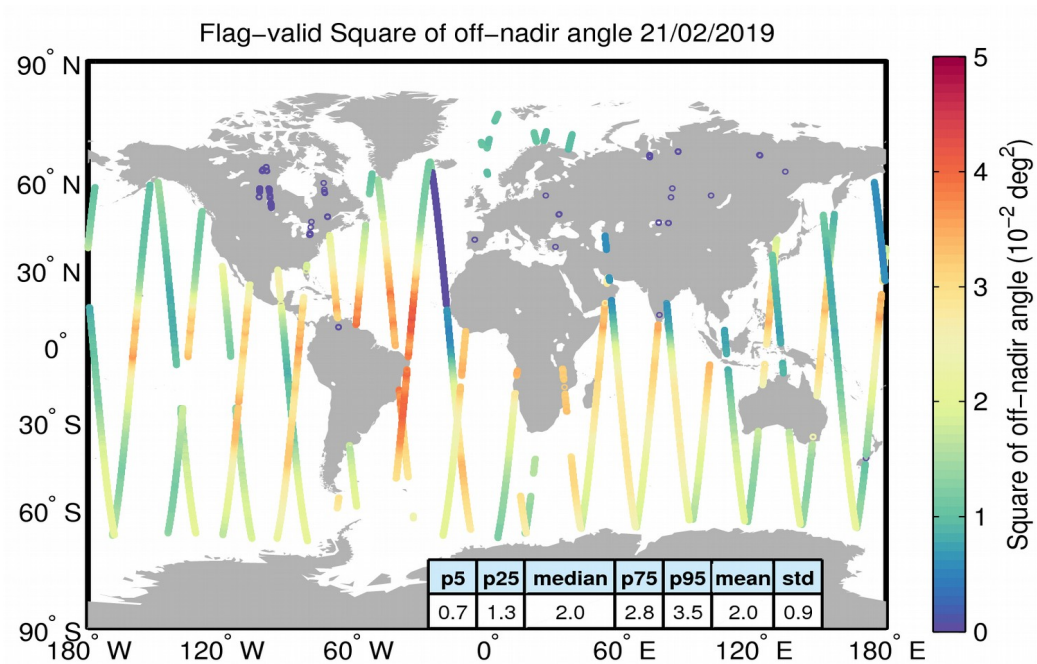 Flag−valid Square of off−nadir angle 21/02/2019
90° N
60° N
30° N
0°
30° S
60° S
90° S
180° W
120° W
60° W
0°
60° E
120° E
180° E
p5 p25 median p75 p95 mean std
0.7 1.3 2.0 2.8 3.5 2.0 0.9
5
4
3
2
1
0
Square of off−nadir angle (10⁻² deg²)